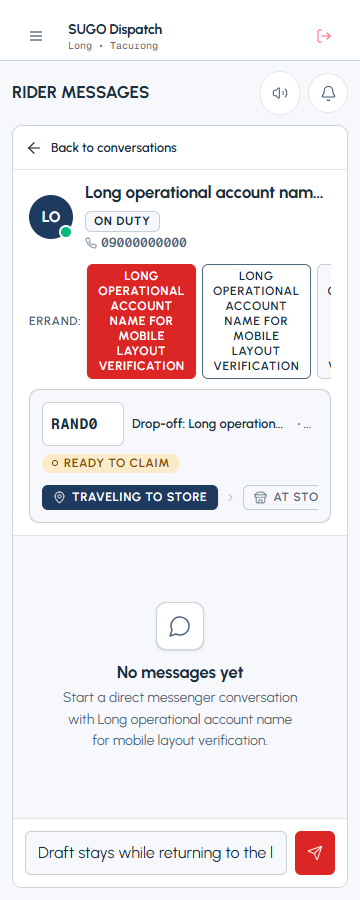 SUGO Dispatch
Long • Tacurong
RIDER MESSAGES
Back to conversations
LO
Long operational account nam...
ON DUTY
09000000000
ERRAND:
LONG
OPERATIONAL
ACCOUNT
NAME FOR
MOBILE
LAYOUT
VERIFICATION
LONG
OPERATIONAL
ACCOUNT
NAME FOR
MOBILE
LAYOUT
VERIFICATION
RAND0
Drop-off: Long operation... · ...
READY TO CLAIM
TRAVELING TO STORE
AT STO
No messages yet
Start a direct messenger conversation
with Long operational account name
for mobile layout verification.
Draft stays while returning to the l